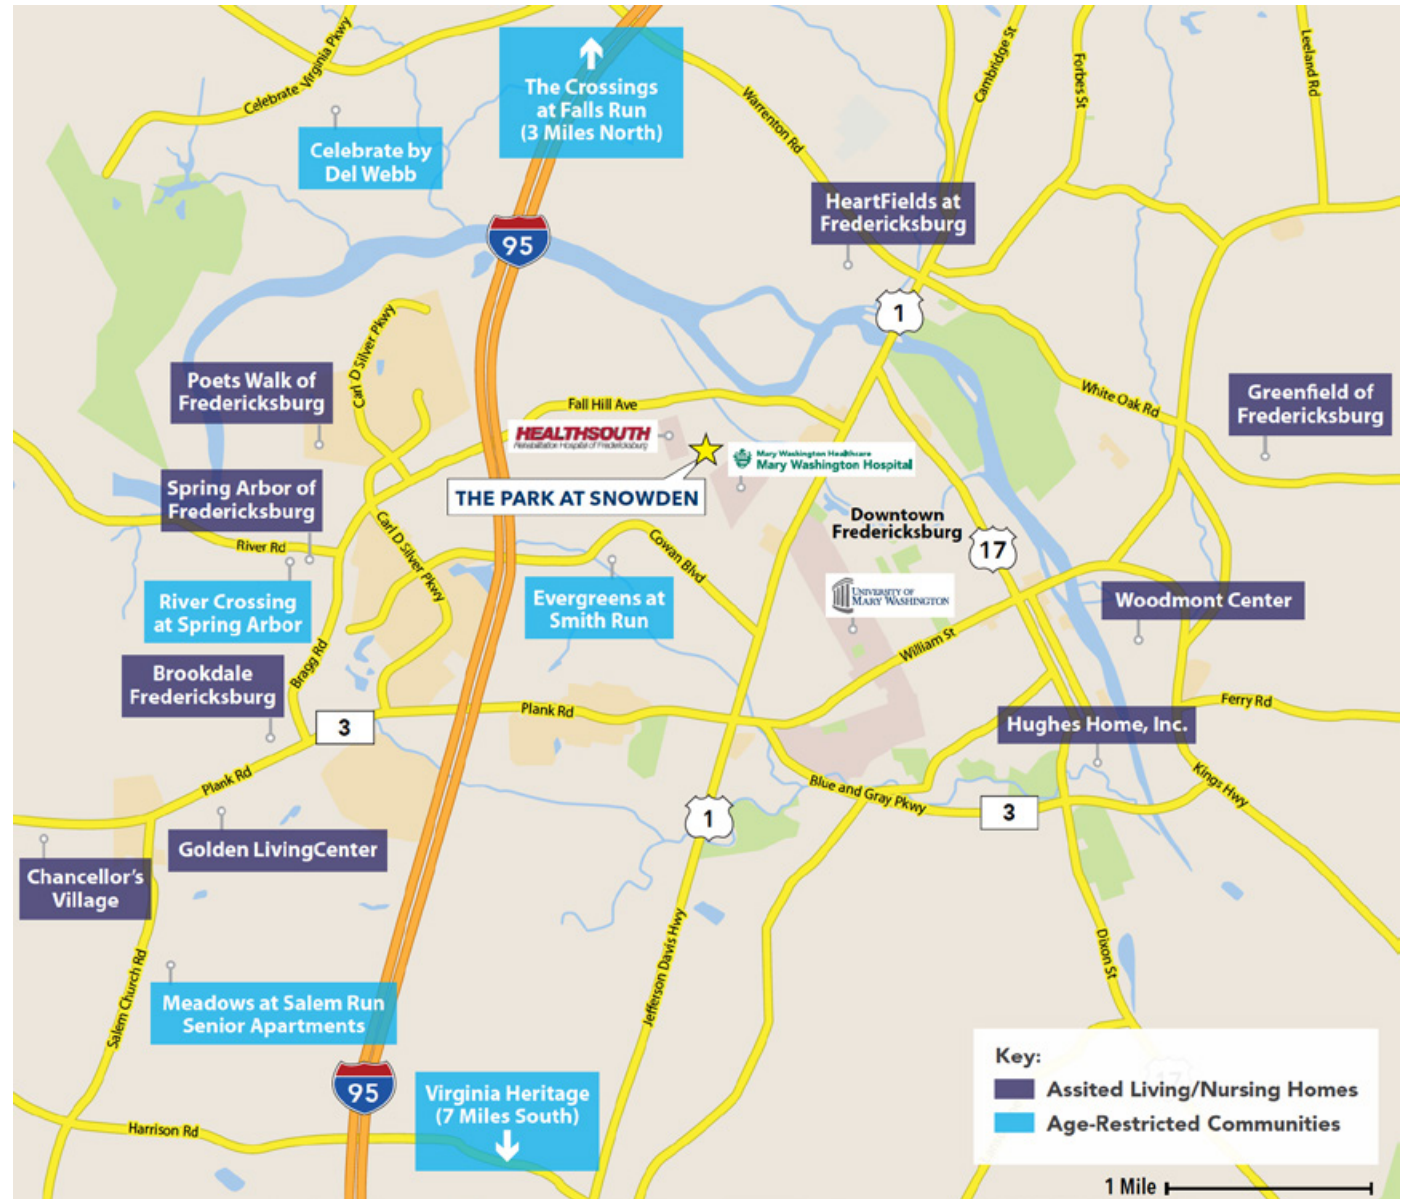 Celebrate Virginia Pkwy
The Crossings
at Falls Run
(3 Miles North)
Cambridge St
Forbes St
Leeland Rd
Warrenton Rd
Celebrate by
Del Webb
HeartFields at
Fredericksburg
95
1
Carl D Silver Pkwy
Poets Walk of
Fredericksburg
Fall Hill Ave
White Oak Rd
Greenfield of
Fredericksburg
HEALTHSOUTH
Rehabilitation Hospital of Fredericksburg
Mary Washington Healthcare
Mary Washington Hospital
THE PARK AT SNOWDEN
Spring Arbor of
Fredericksburg
River Rd
Carl D Silver Pkwy
Cowan Blvd
Downtown
Fredericksburg
17
River Crossing
at Spring Arbor
Evergreens at
Smith Run
UNIVERSITY OF
MARY WASHINGTON
Woodmont Center
William St
Bragg Rd
Brookdale
Fredericksburg
3
Plank Rd
Ferry Rd
Hughes Home, Inc.
Plank Rd
Blue and Gray Pkwy
3
Kings Hwy
1
Golden LivingCenter
Chancellor's
Village
Jefferson Davis Hwy
Dixon St
Salem Church Rd
Meadows at Salem Run
Senior Apartments
95
Virginia Heritage
(7 Miles South)
Harrison Rd
Key:
Assited Living/Nursing Homes
Age-Restricted Communities
17
1 Mile